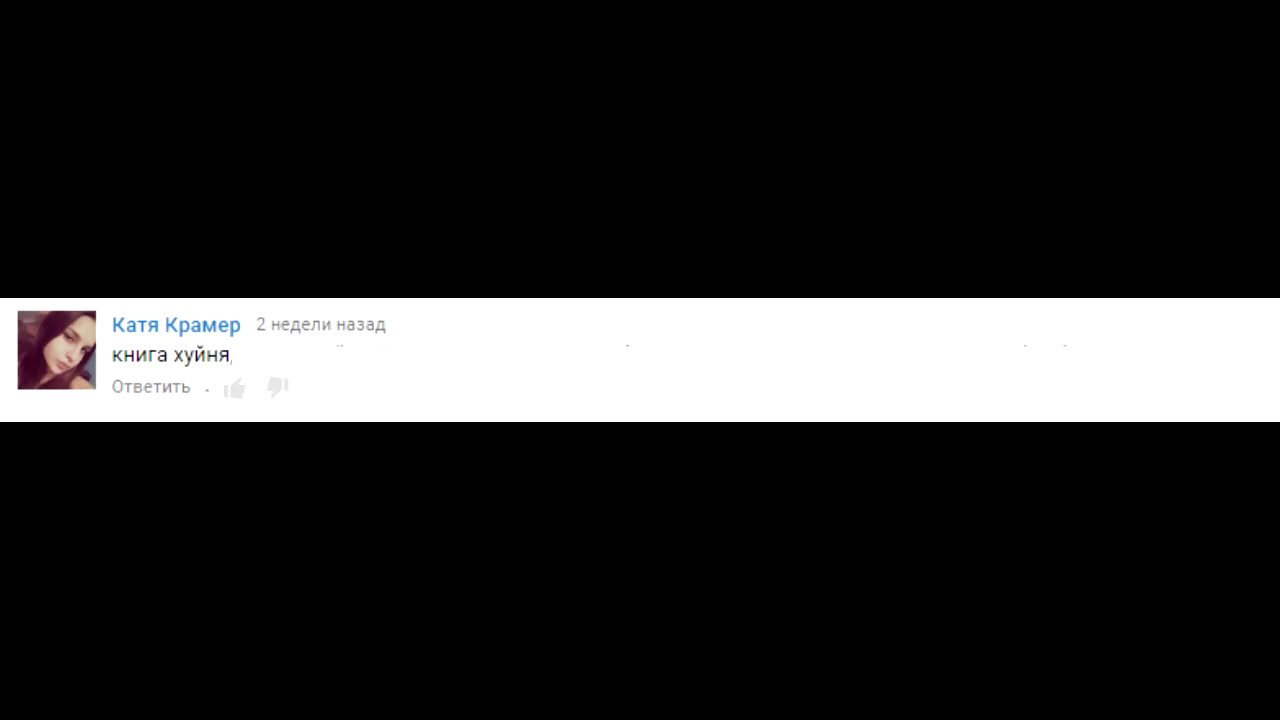 Катя Крамер 2 недели назад
книга хуйня,
Ответить .